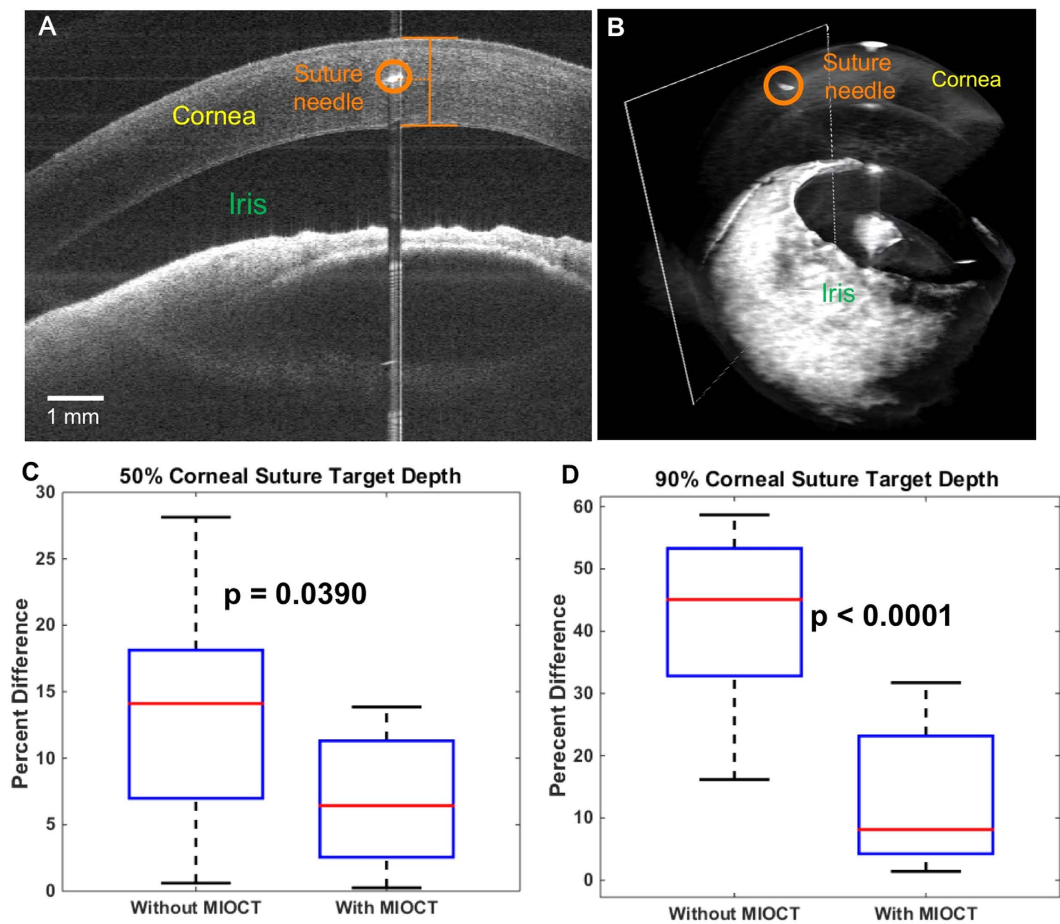 A
Suture
needle
Cornea
Iris
1 mm
B
Suture
needle
Cornea
Iris
C
50% Corneal Suture Target Depth
Percent Difference
30
25
20
15
10
5
0
p = 0.0390
Without MIOCT
With MIOCT
D
90% Corneal Suture Target Depth
Perecent Difference
60
50
40
30
20
10
0
p < 0.0001
Without MIOCT
With MIOCT